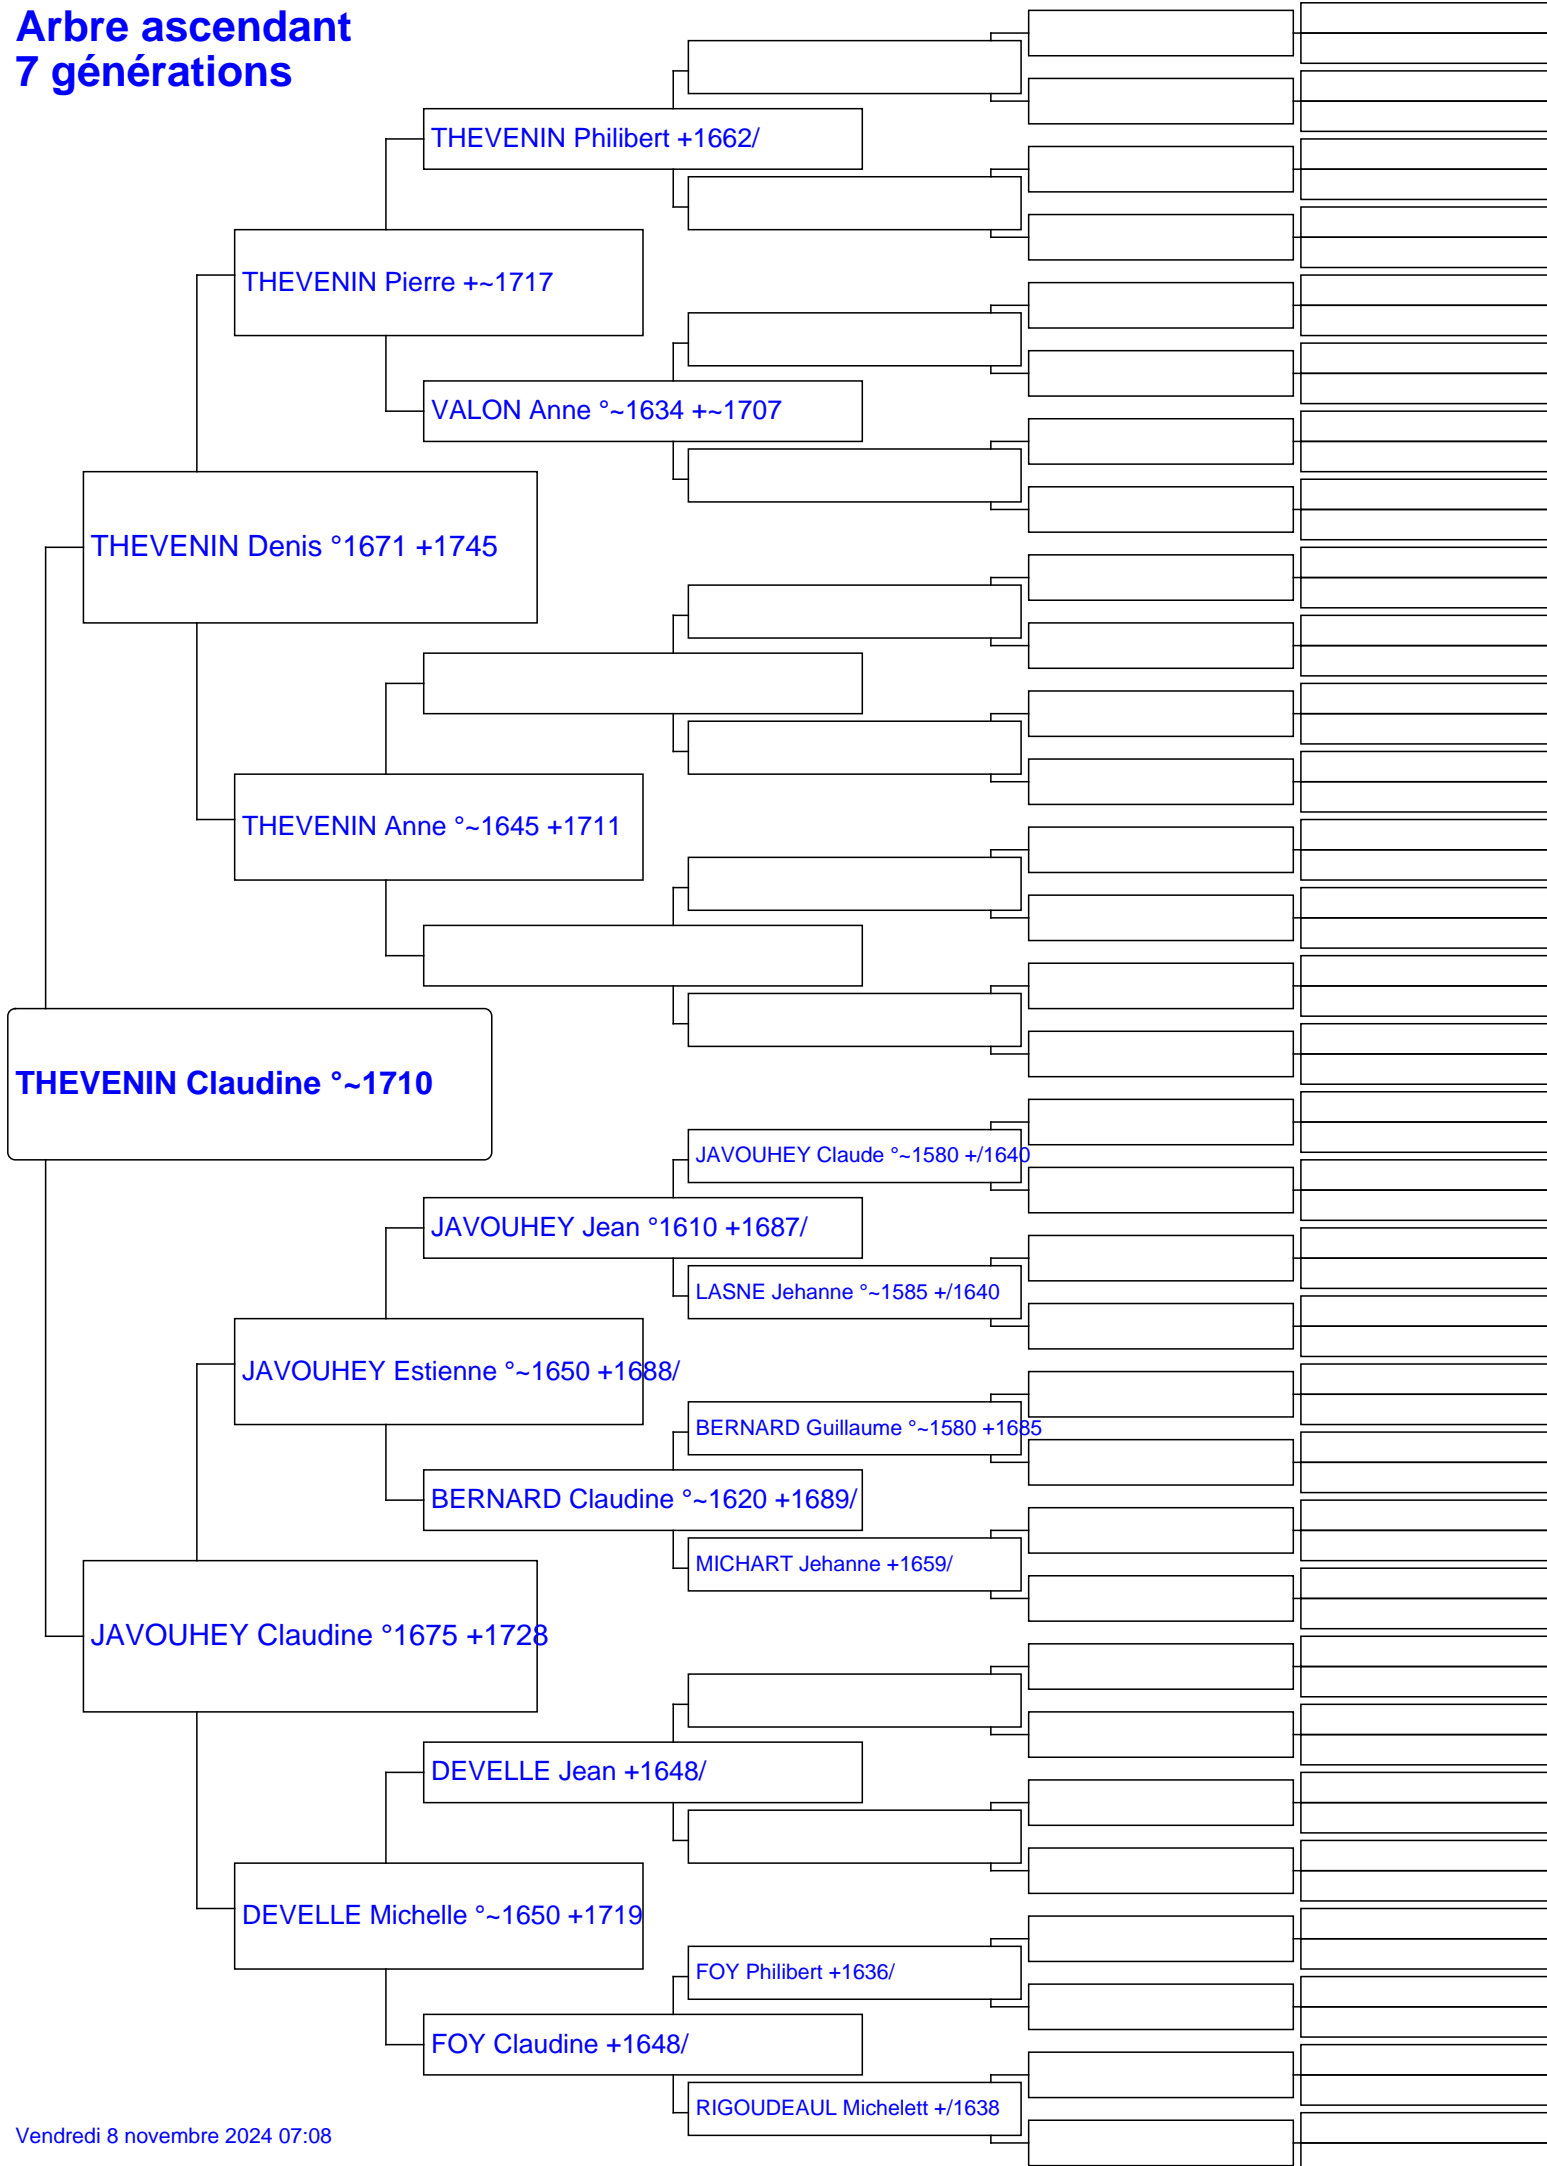 Arbre ascendant
7 générations
THEVENIN Philibert +1662/
THEVENIN Pierre +~1717
VALON Anne °~1634 +~1707
THEVENIN Denis °1671 +1745
THEVENIN Anne °~1645 +1711
THEVENIN Claudine °~1710
JAVOUHEY Claude °~1580 +/1640
JAVOUHEY Jean °1610 +1687/
LASNE Jehanne °~1585 +/1640
JAVOUHEY Estienne °~1650 +1688/
BERNARD Guillaume °~1580 +1685
BERNARD Claudine °~1620 +1689/
MICHART Jehanne +1659/
JAVOUHEY Claudine °1675 +1728
DEVELLE Jean +1648/
DEVELLE Michelle °~1650 +1719
FOY Philibert +1636/
FOY Claudine +1648/
RIGOUDEAUL Michelett +/1638
Vendredi 8 novembre 2024 07:08